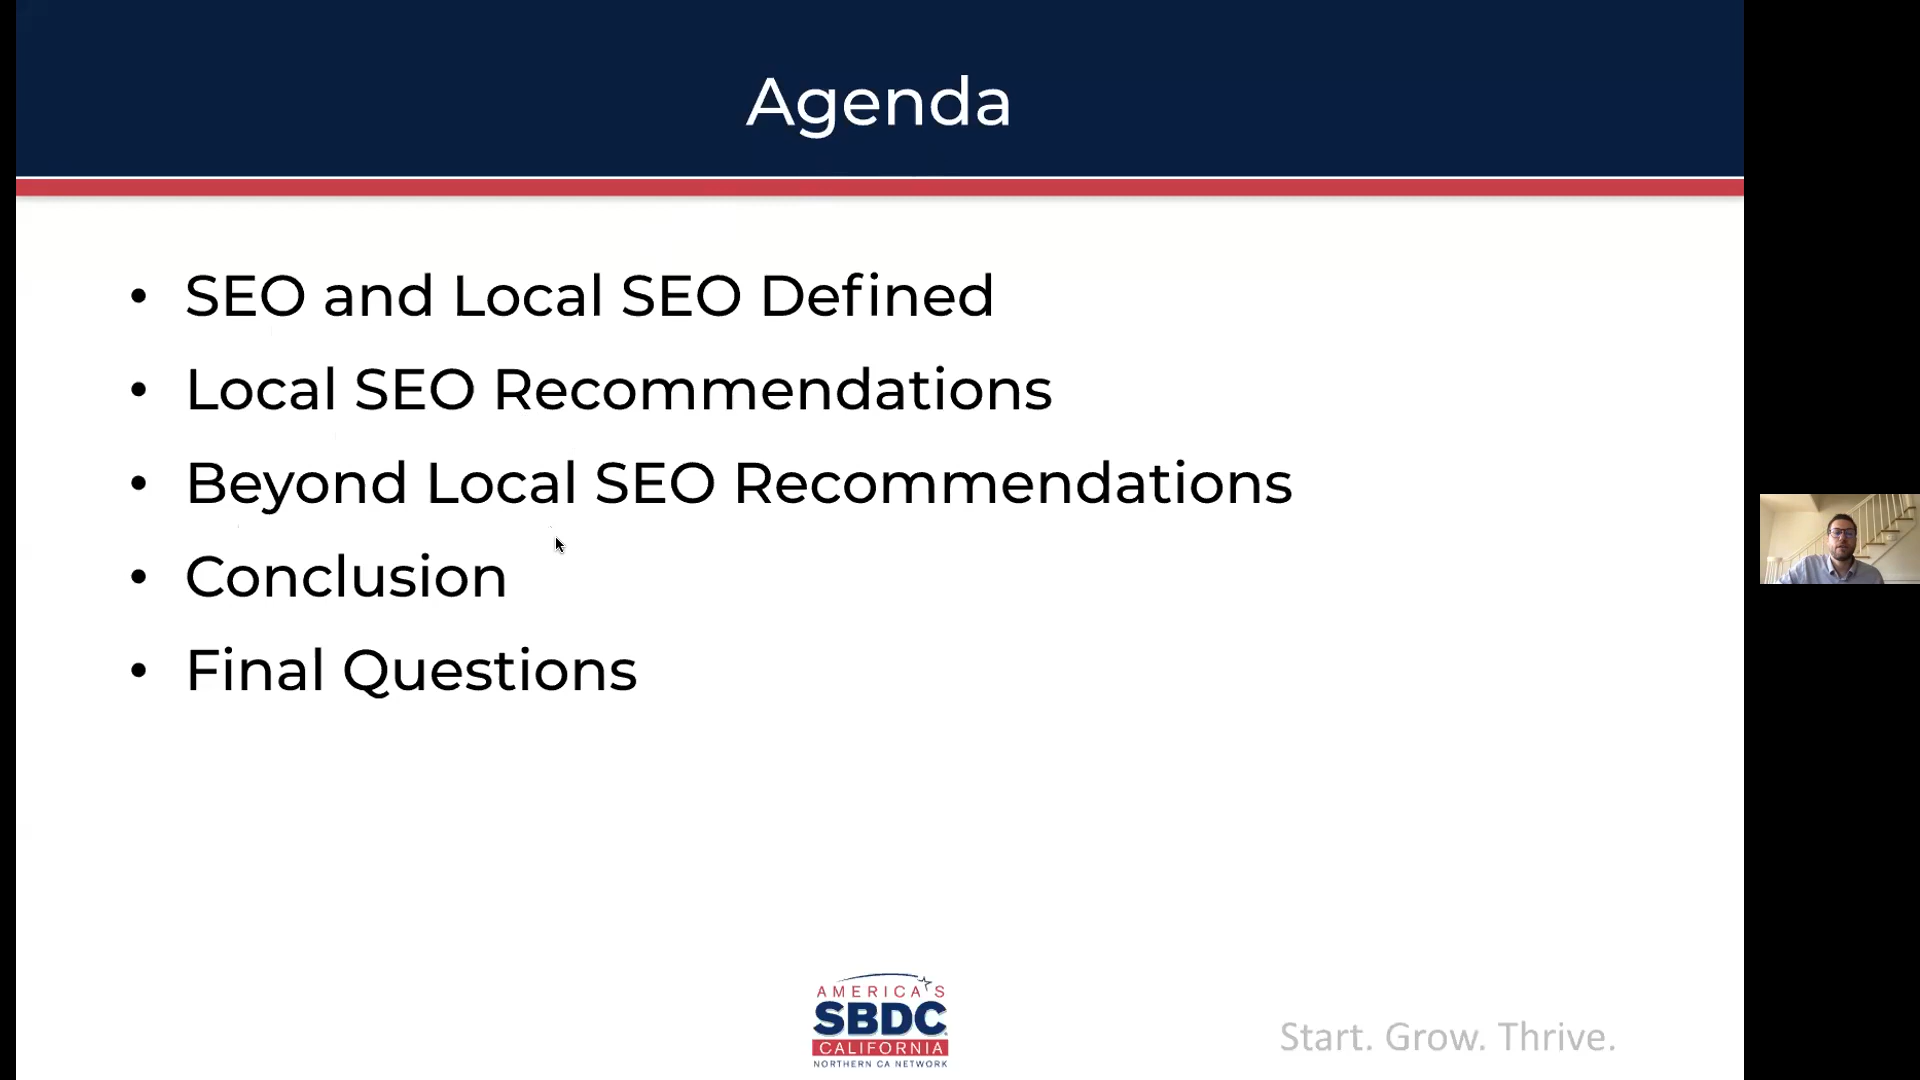 Agenda
• SEO and Local SEO Defined
• Local SEO Recommendations
• Beyond Local SEO Recommendations
• Conclusion
• Final Questions
AMERICA'S
SBDC
CALIFORNIA
NORTHERN CA NETWORK
Start. Grow. Thrive.